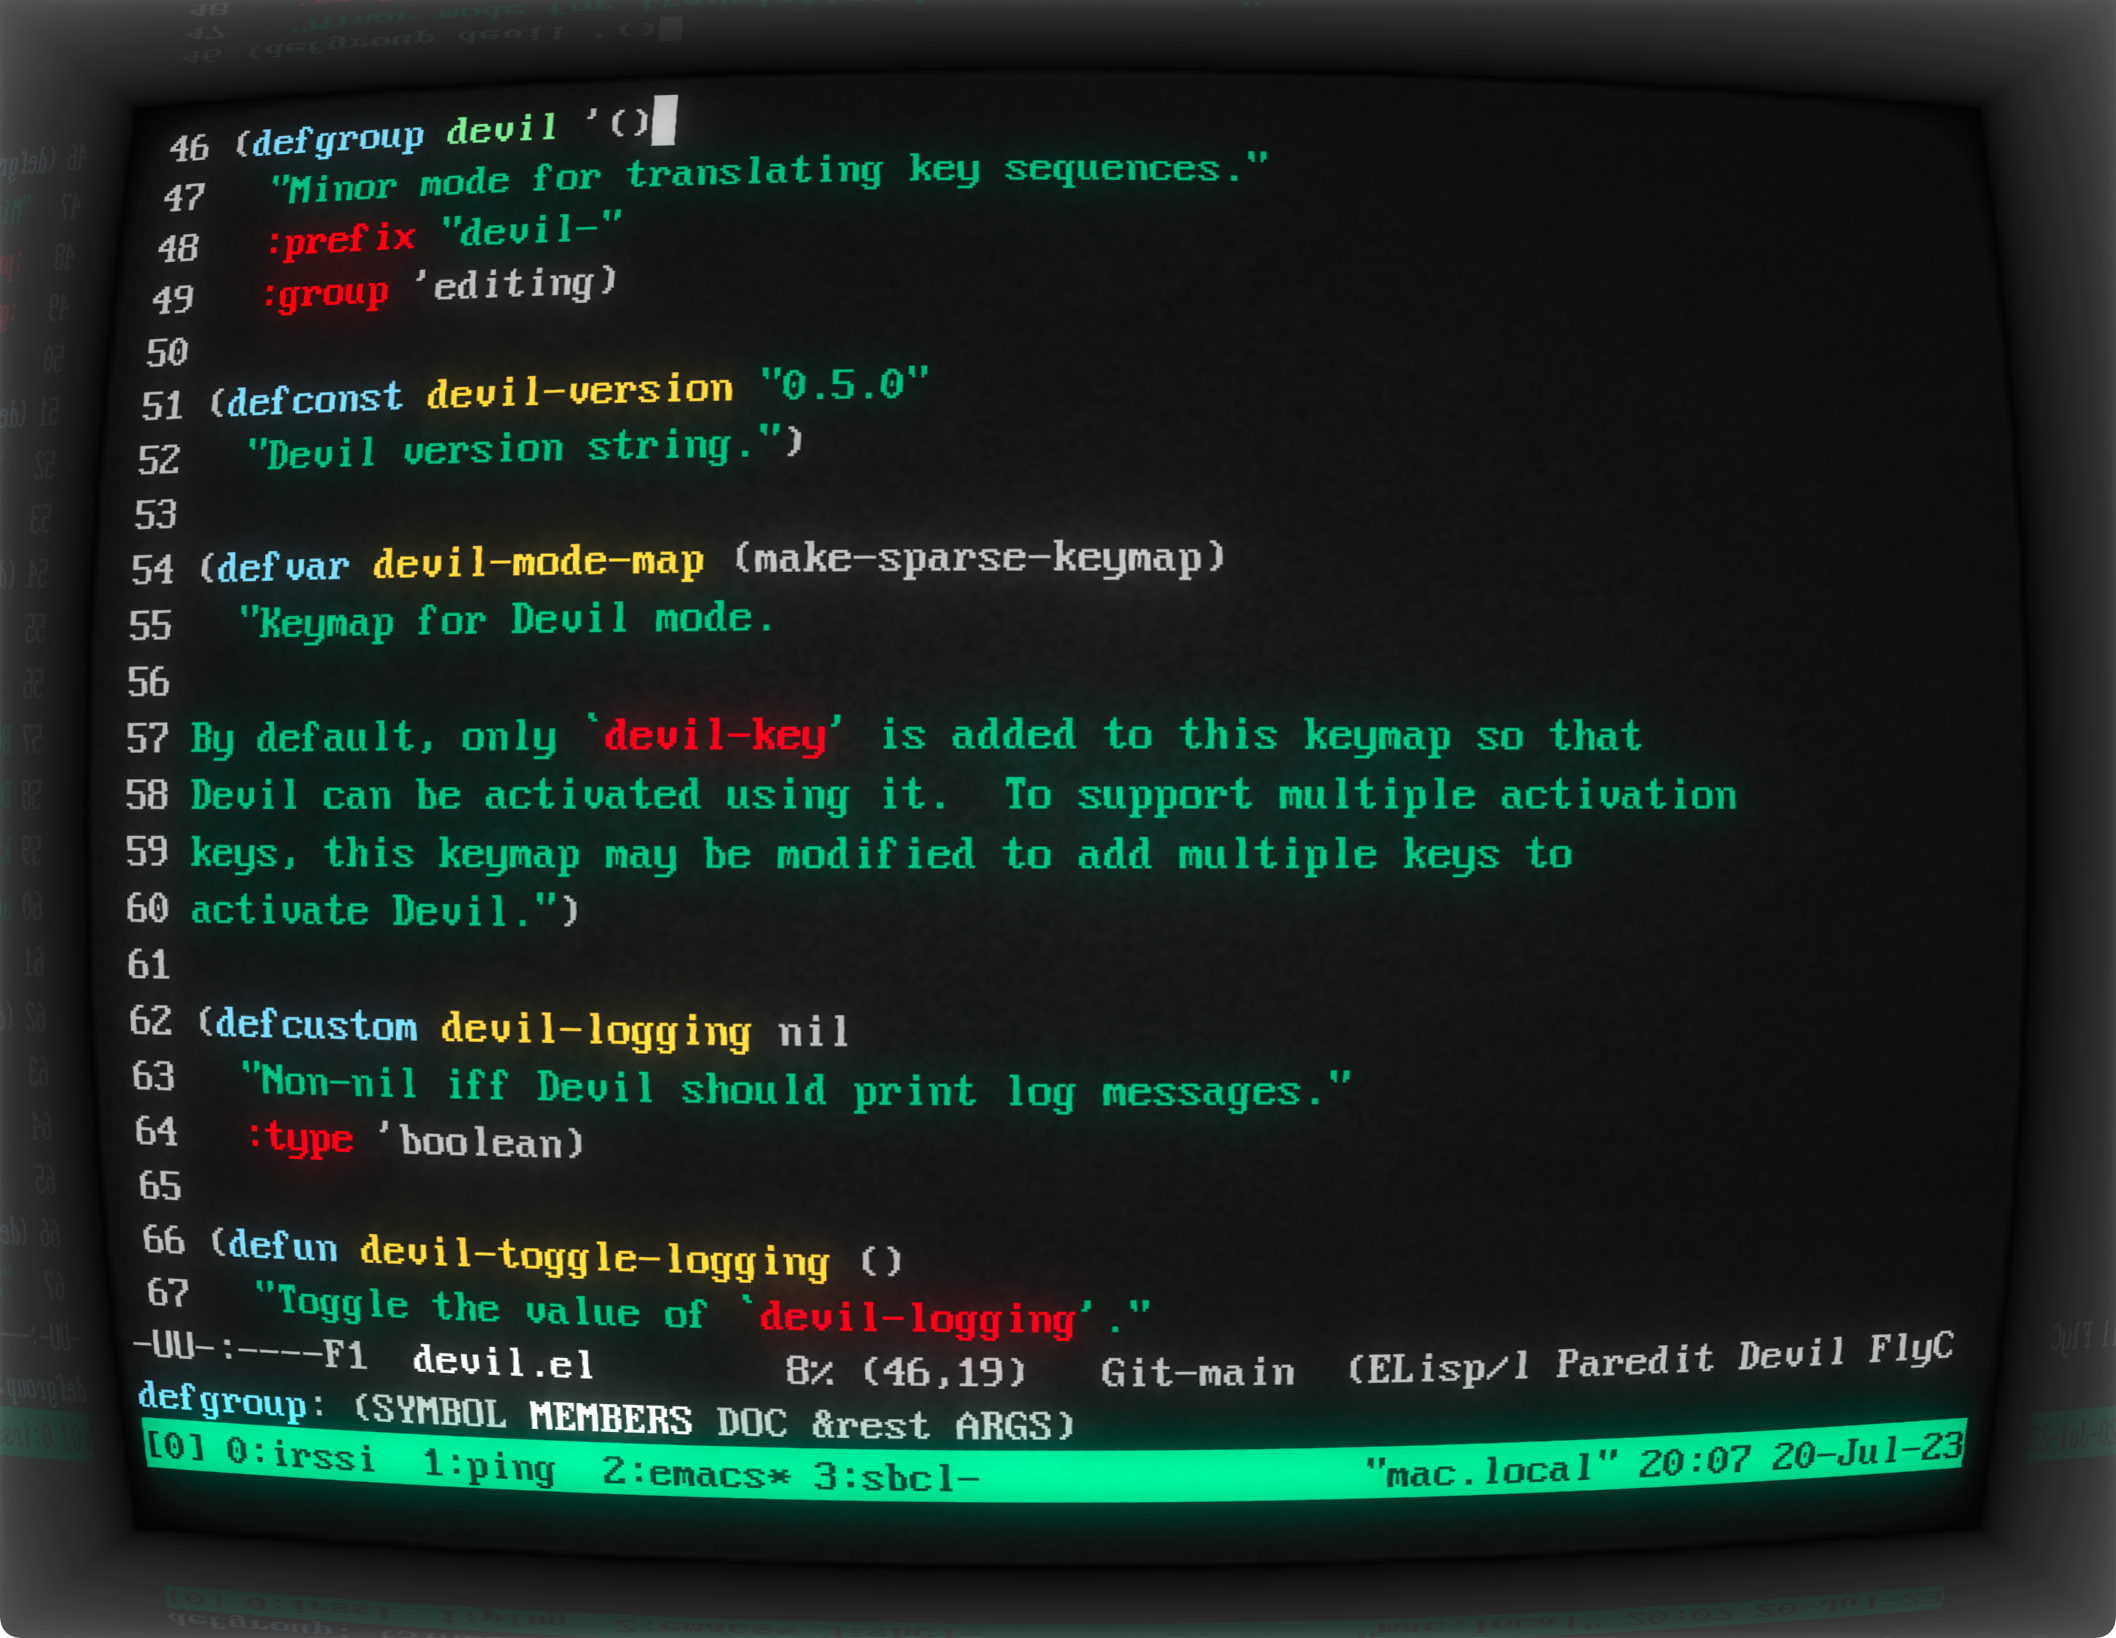 46 (defgroup devil '()
47   "Minor mode for translating key sequences."
48   :prefix "devil-"
49   :group 'editing)
50
51 (defconst devil-version "0.5.0"
52   "Devil version string.")
53
54 (defvar devil-mode-map (make-sparse-keymap)
55   "Keymap for Devil mode.
56
57 By default, only `devil-key' is added to this keymap so that
58 Devil can be activated using it.  To support multiple activation
59 keys, this keymap may be modified to add multiple keys to
60 activate Devil.")
61
62 (defcustom devil-logging nil
63   "Non-nil iff Devil should print log messages."
64   :type 'boolean)
65
66 (defun devil-toggle-logging ()
67   "Toggle the value of `devil-logging'."
-UU-:----F1  devil.el        8% (46,19)   Git-main  (ELisp/l Paredit Devil FlyC
defgroup: (SYMBOL MEMBERS DOC &rest ARGS)
[0] 0:irssi  1:ping  2:emacs* 3:sbcl-                "mac.local" 20:07 20-Jul-23